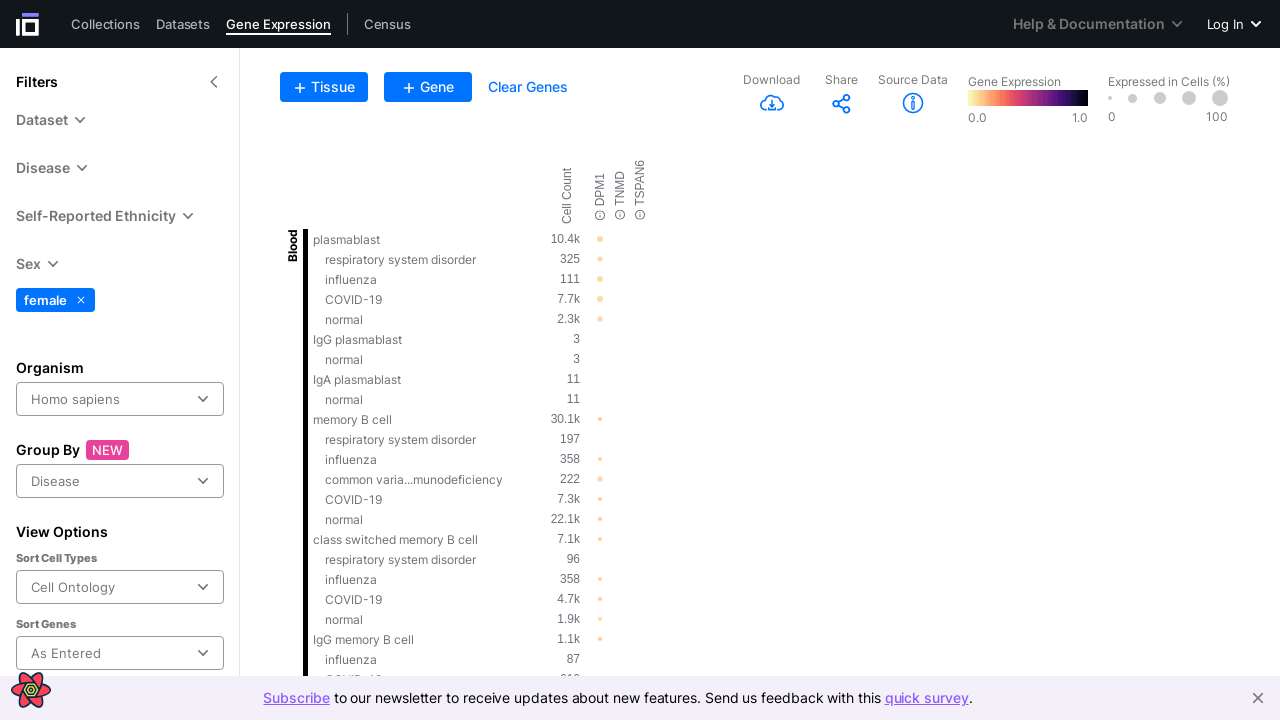 Collections Datasets Gene Expression Census Help & Documentation Log In
Filters
Dataset
Disease
Self-Reported Ethnicity
Sex
female
Organism
Homo sapiens
Group By NEW
Disease
View Options
Sort Cell Types
Cell Ontology
Sort Genes
As Entered
Tissue Gene Clear Genes
Download Share Source Data
Gene Expression
0.0 1.0
Expressed in Cells (%)
0 100
Cell Count DPM1 TNMD TSPAN6
Blood
plasmablast 10.4k
respiratory system disorder 325
influenza 111
COVID-19 7.7k
normal 2.3k
IgG plasmablast 3
normal 3
IgA plasmablast 11
normal 11
memory B cell 30.1k
respiratory system disorder 197
influenza 358
common varia...munodeficiency 222
COVID-19 7.3k
normal 22.1k
class switched memory B cell 7.1k
respiratory system disorder 96
influenza 358
COVID-19 4.7k
normal 1.9k
IgG memory B cell 1.1k
influenza 87
Subscribe to our newsletter to receive updates about new features. Send us feedback with this quick survey.